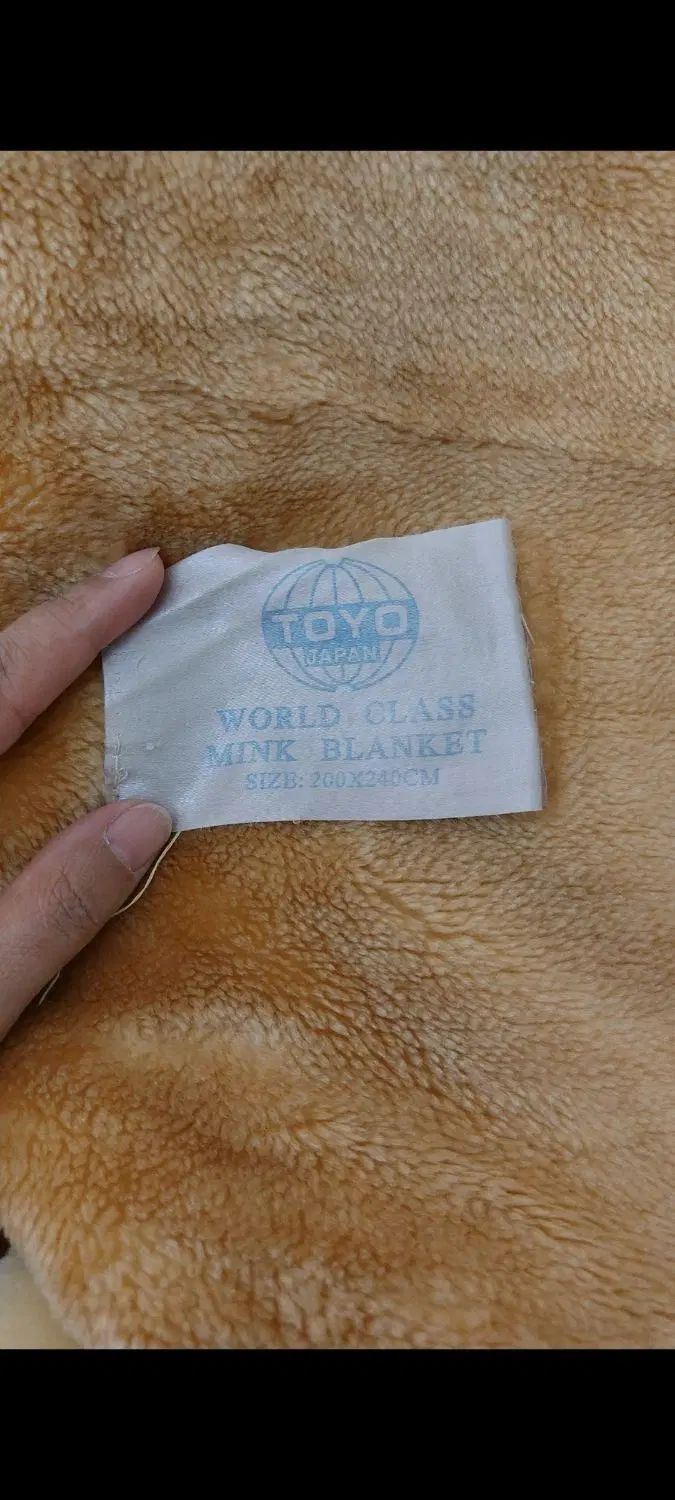 TOYO
JAPAN
WORLD CLASS
MINK BLANKET
SIZE: 200X240CM